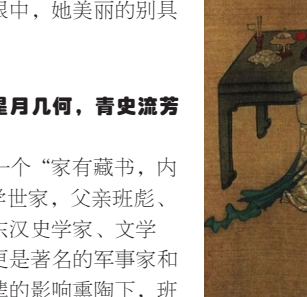 眼中，她美丽的别具
星月几何，青史流芳
一个“家有藏书，内
学世家，父亲班彪、
东汉史学家、文学
更是著名的军事家和
辈的影响熏陶下，班